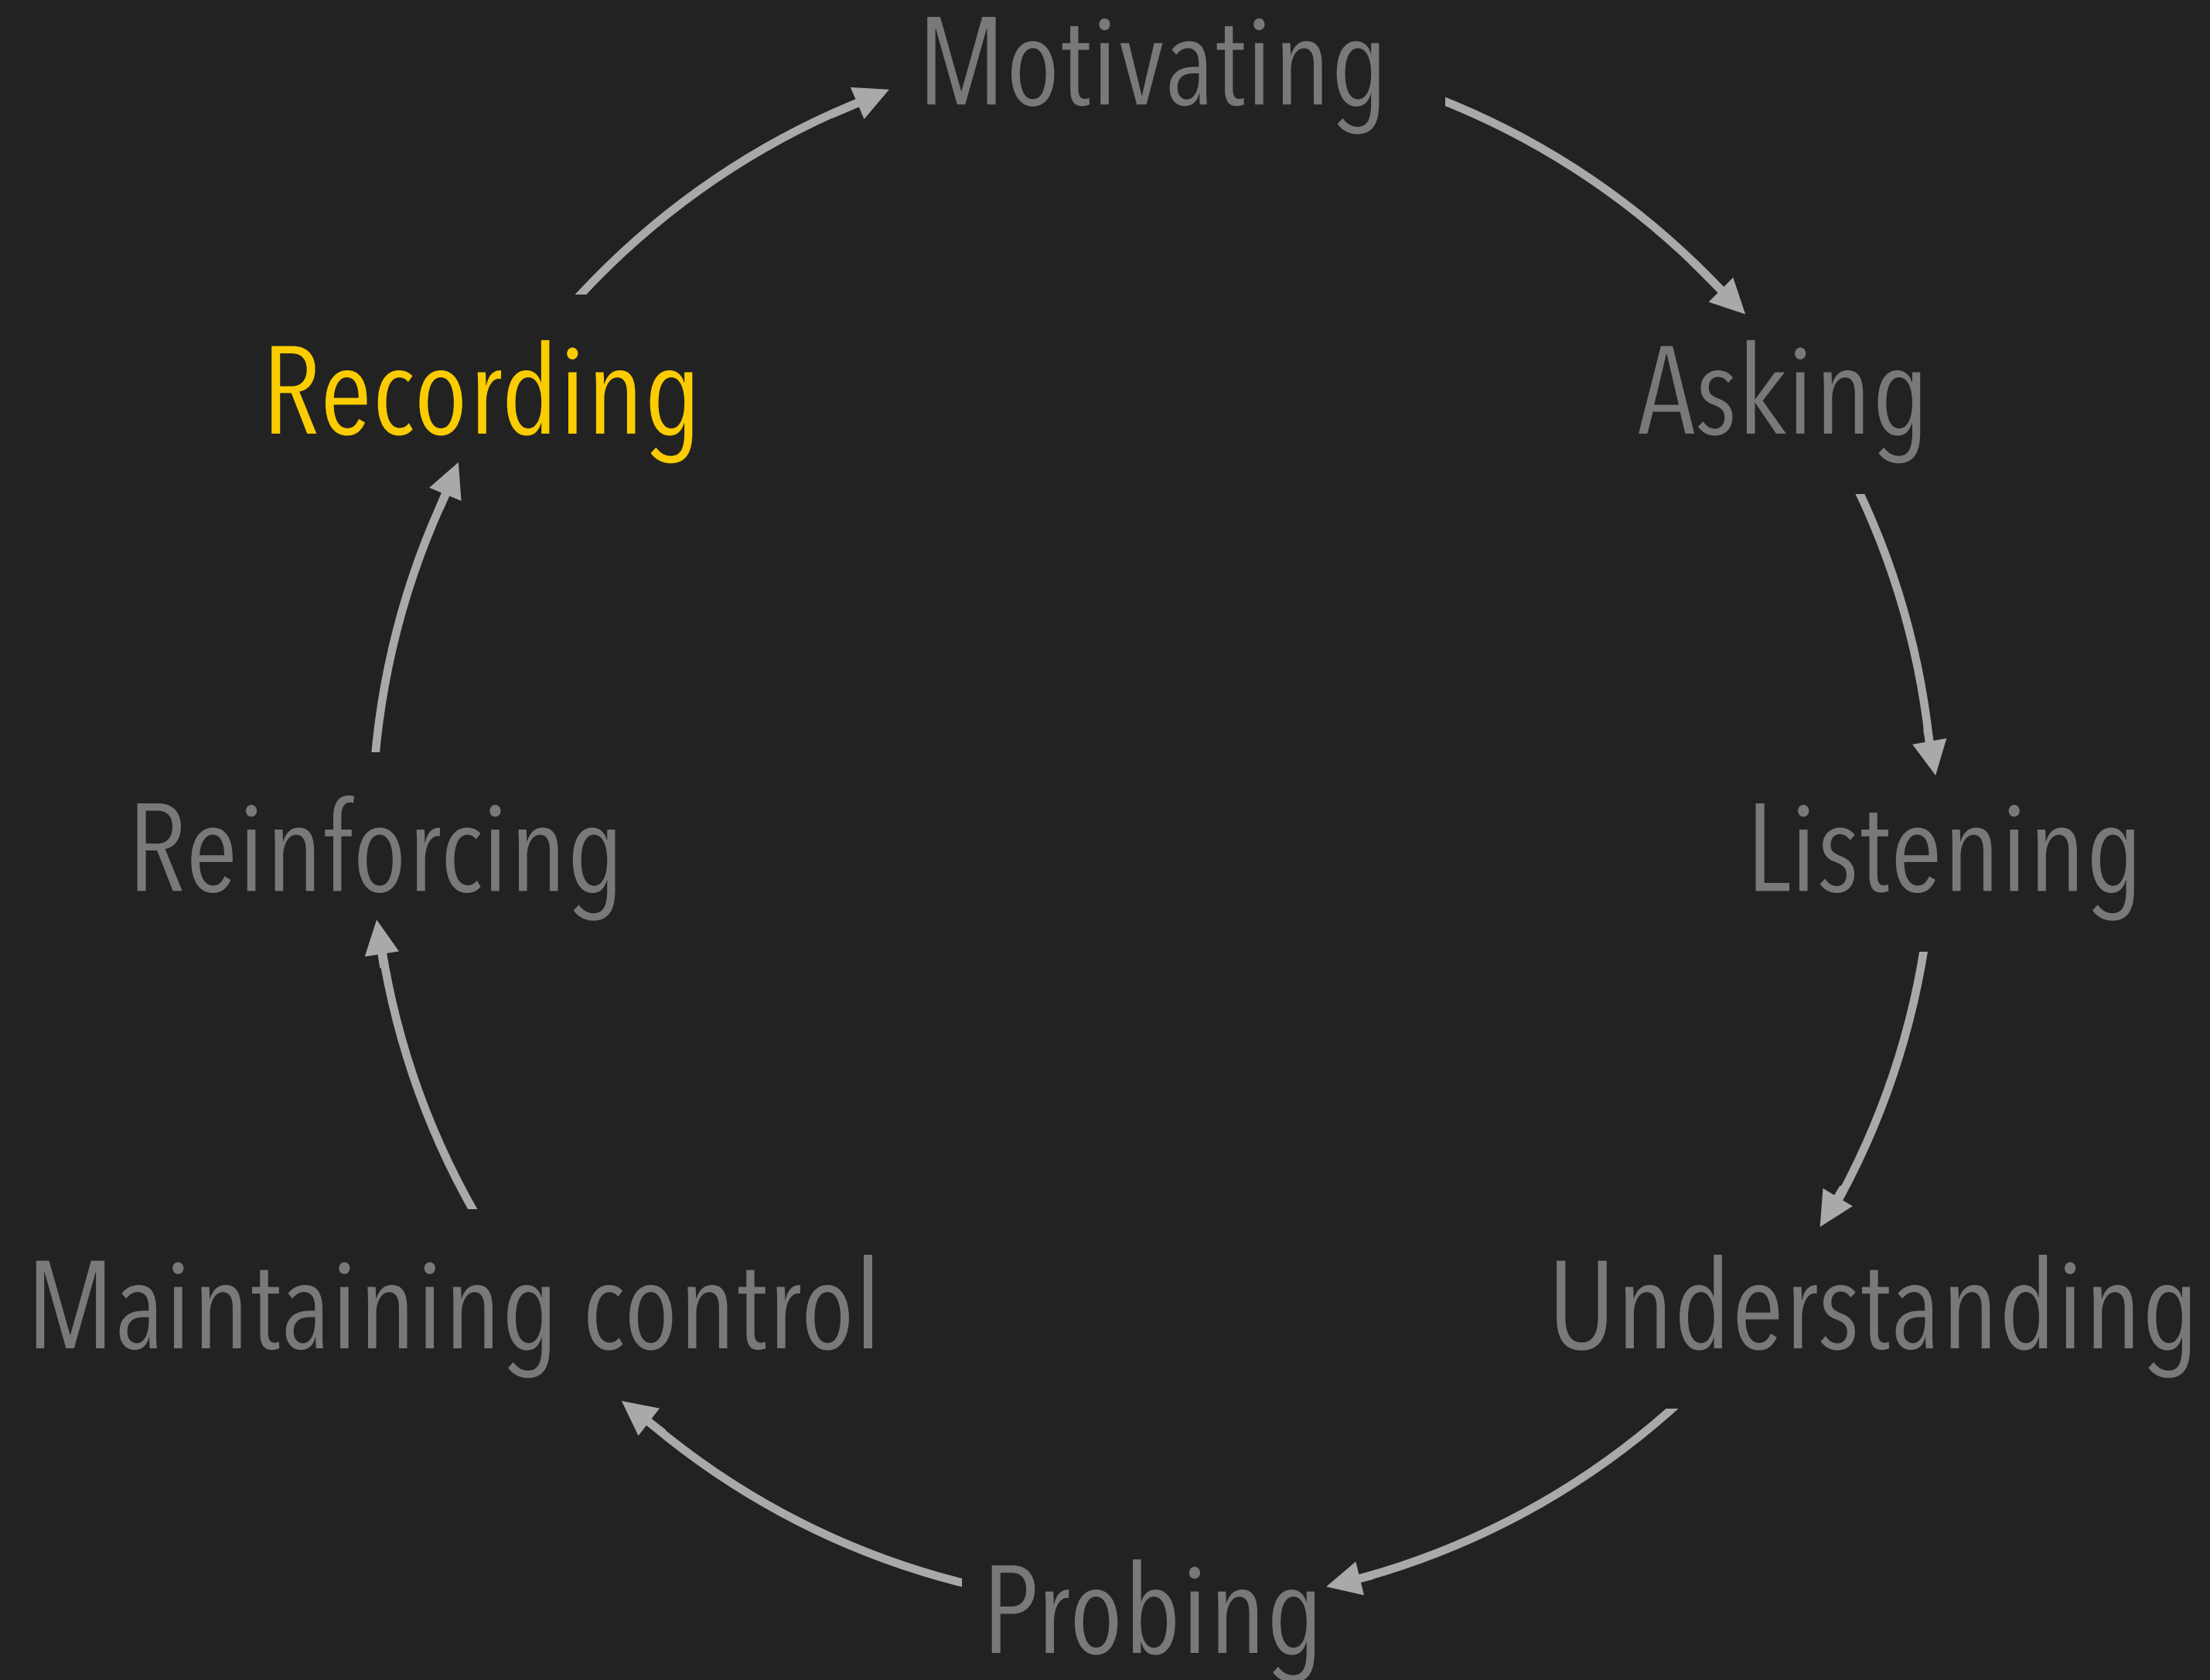 Motivating
Recording
Asking
Reinforcing
Listening
Maintaining control
Understanding
Probing